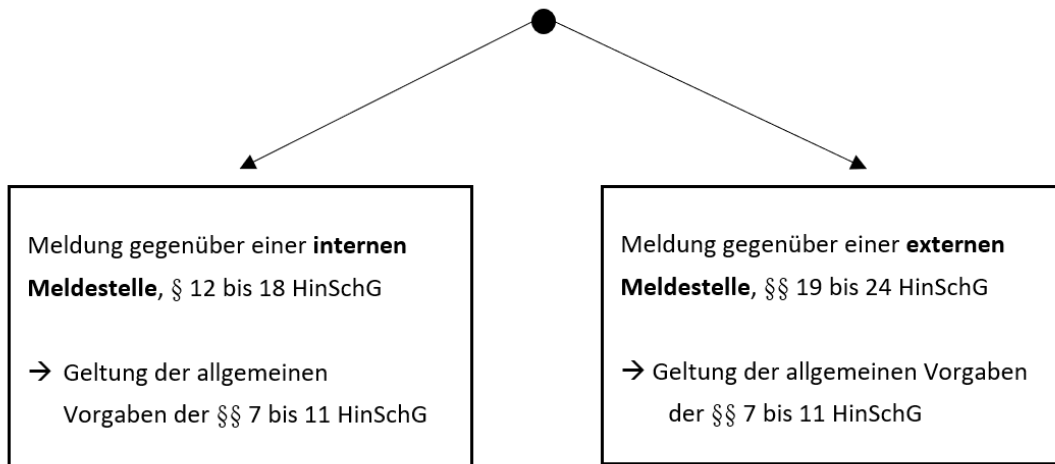 Meldung gegenüber einer internen
Meldestelle, § 12 bis 18 HinSchG
→ Geltung der allgemeinen
Vorgaben der §§ 7 bis 11 HinSchG
Meldung gegenüber einer externen
Meldestelle, §§ 19 bis 24 HinSchG
→ Geltung der allgemeinen Vorgaben
der §§ 7 bis 11 HinSchG